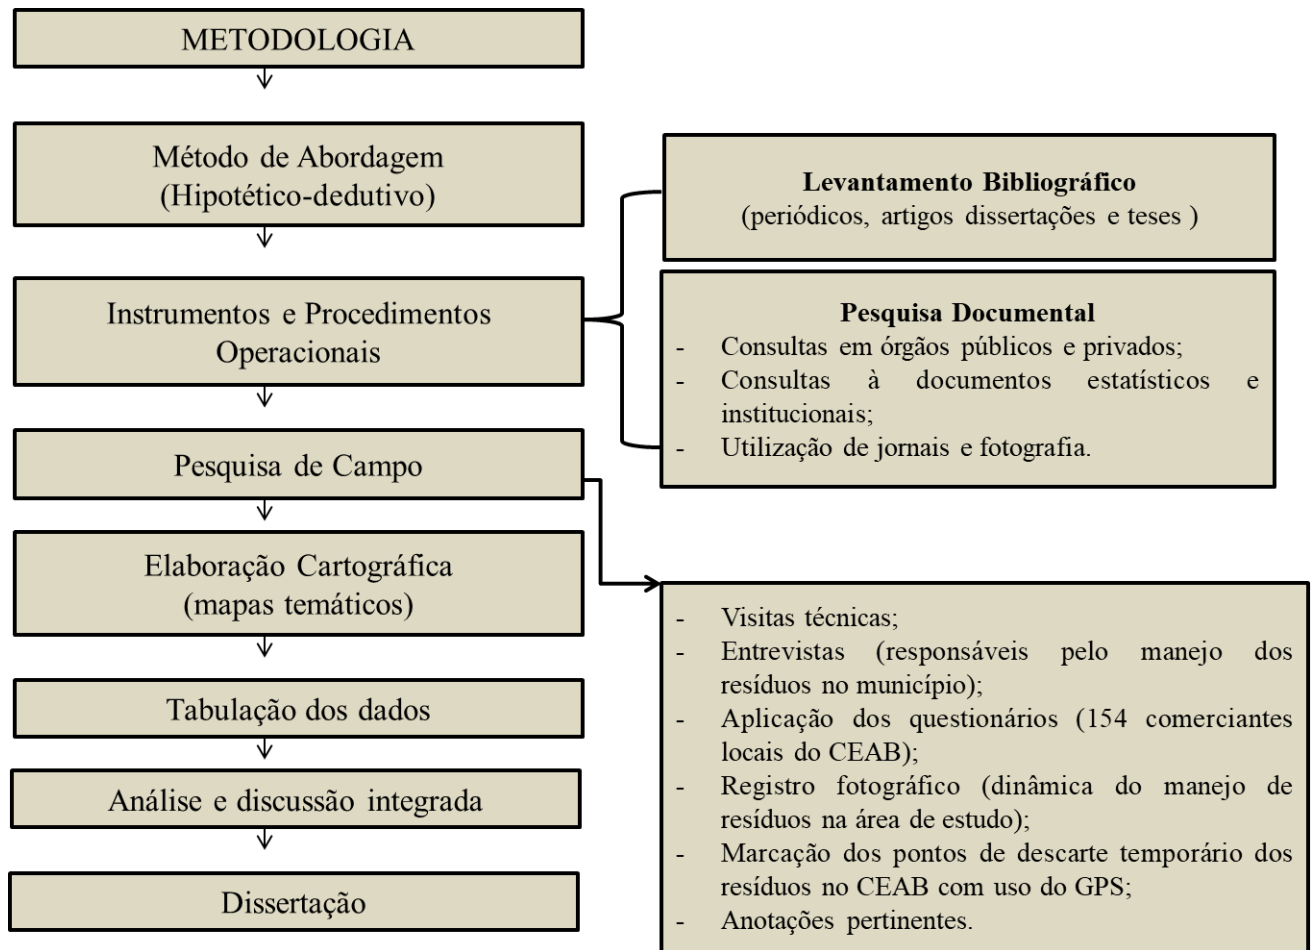 METODOLOGIA
Método de Abordagem
(Hipotético-dedutivo)
Instrumentos e Procedimentos
Operacionais
Levantamento Bibliográfico
(periódicos, artigos dissertações e teses )
Pesquisa Documental
- Consultas em órgãos públicos e privados;
- Consultas à documentos estatísticos e
institucionais;
- Utilização de jornais e fotografia.
Pesquisa de Campo
- Visitas técnicas;
- Entrevistas (responsáveis pelo manejo dos
resíduos no município);
- Aplicação dos questionários (154 comerciantes
locais do CEAB);
- Registro fotográfico (dinâmica do manejo de
resíduos na área de estudo);
- Marcação dos pontos de descarte temporário dos
resíduos no CEAB com uso do GPS;
- Anotações pertinentes.
Elaboração Cartográfica
(mapas temáticos)
Tabulação dos dados
Análise e discussão integrada
Dissertação